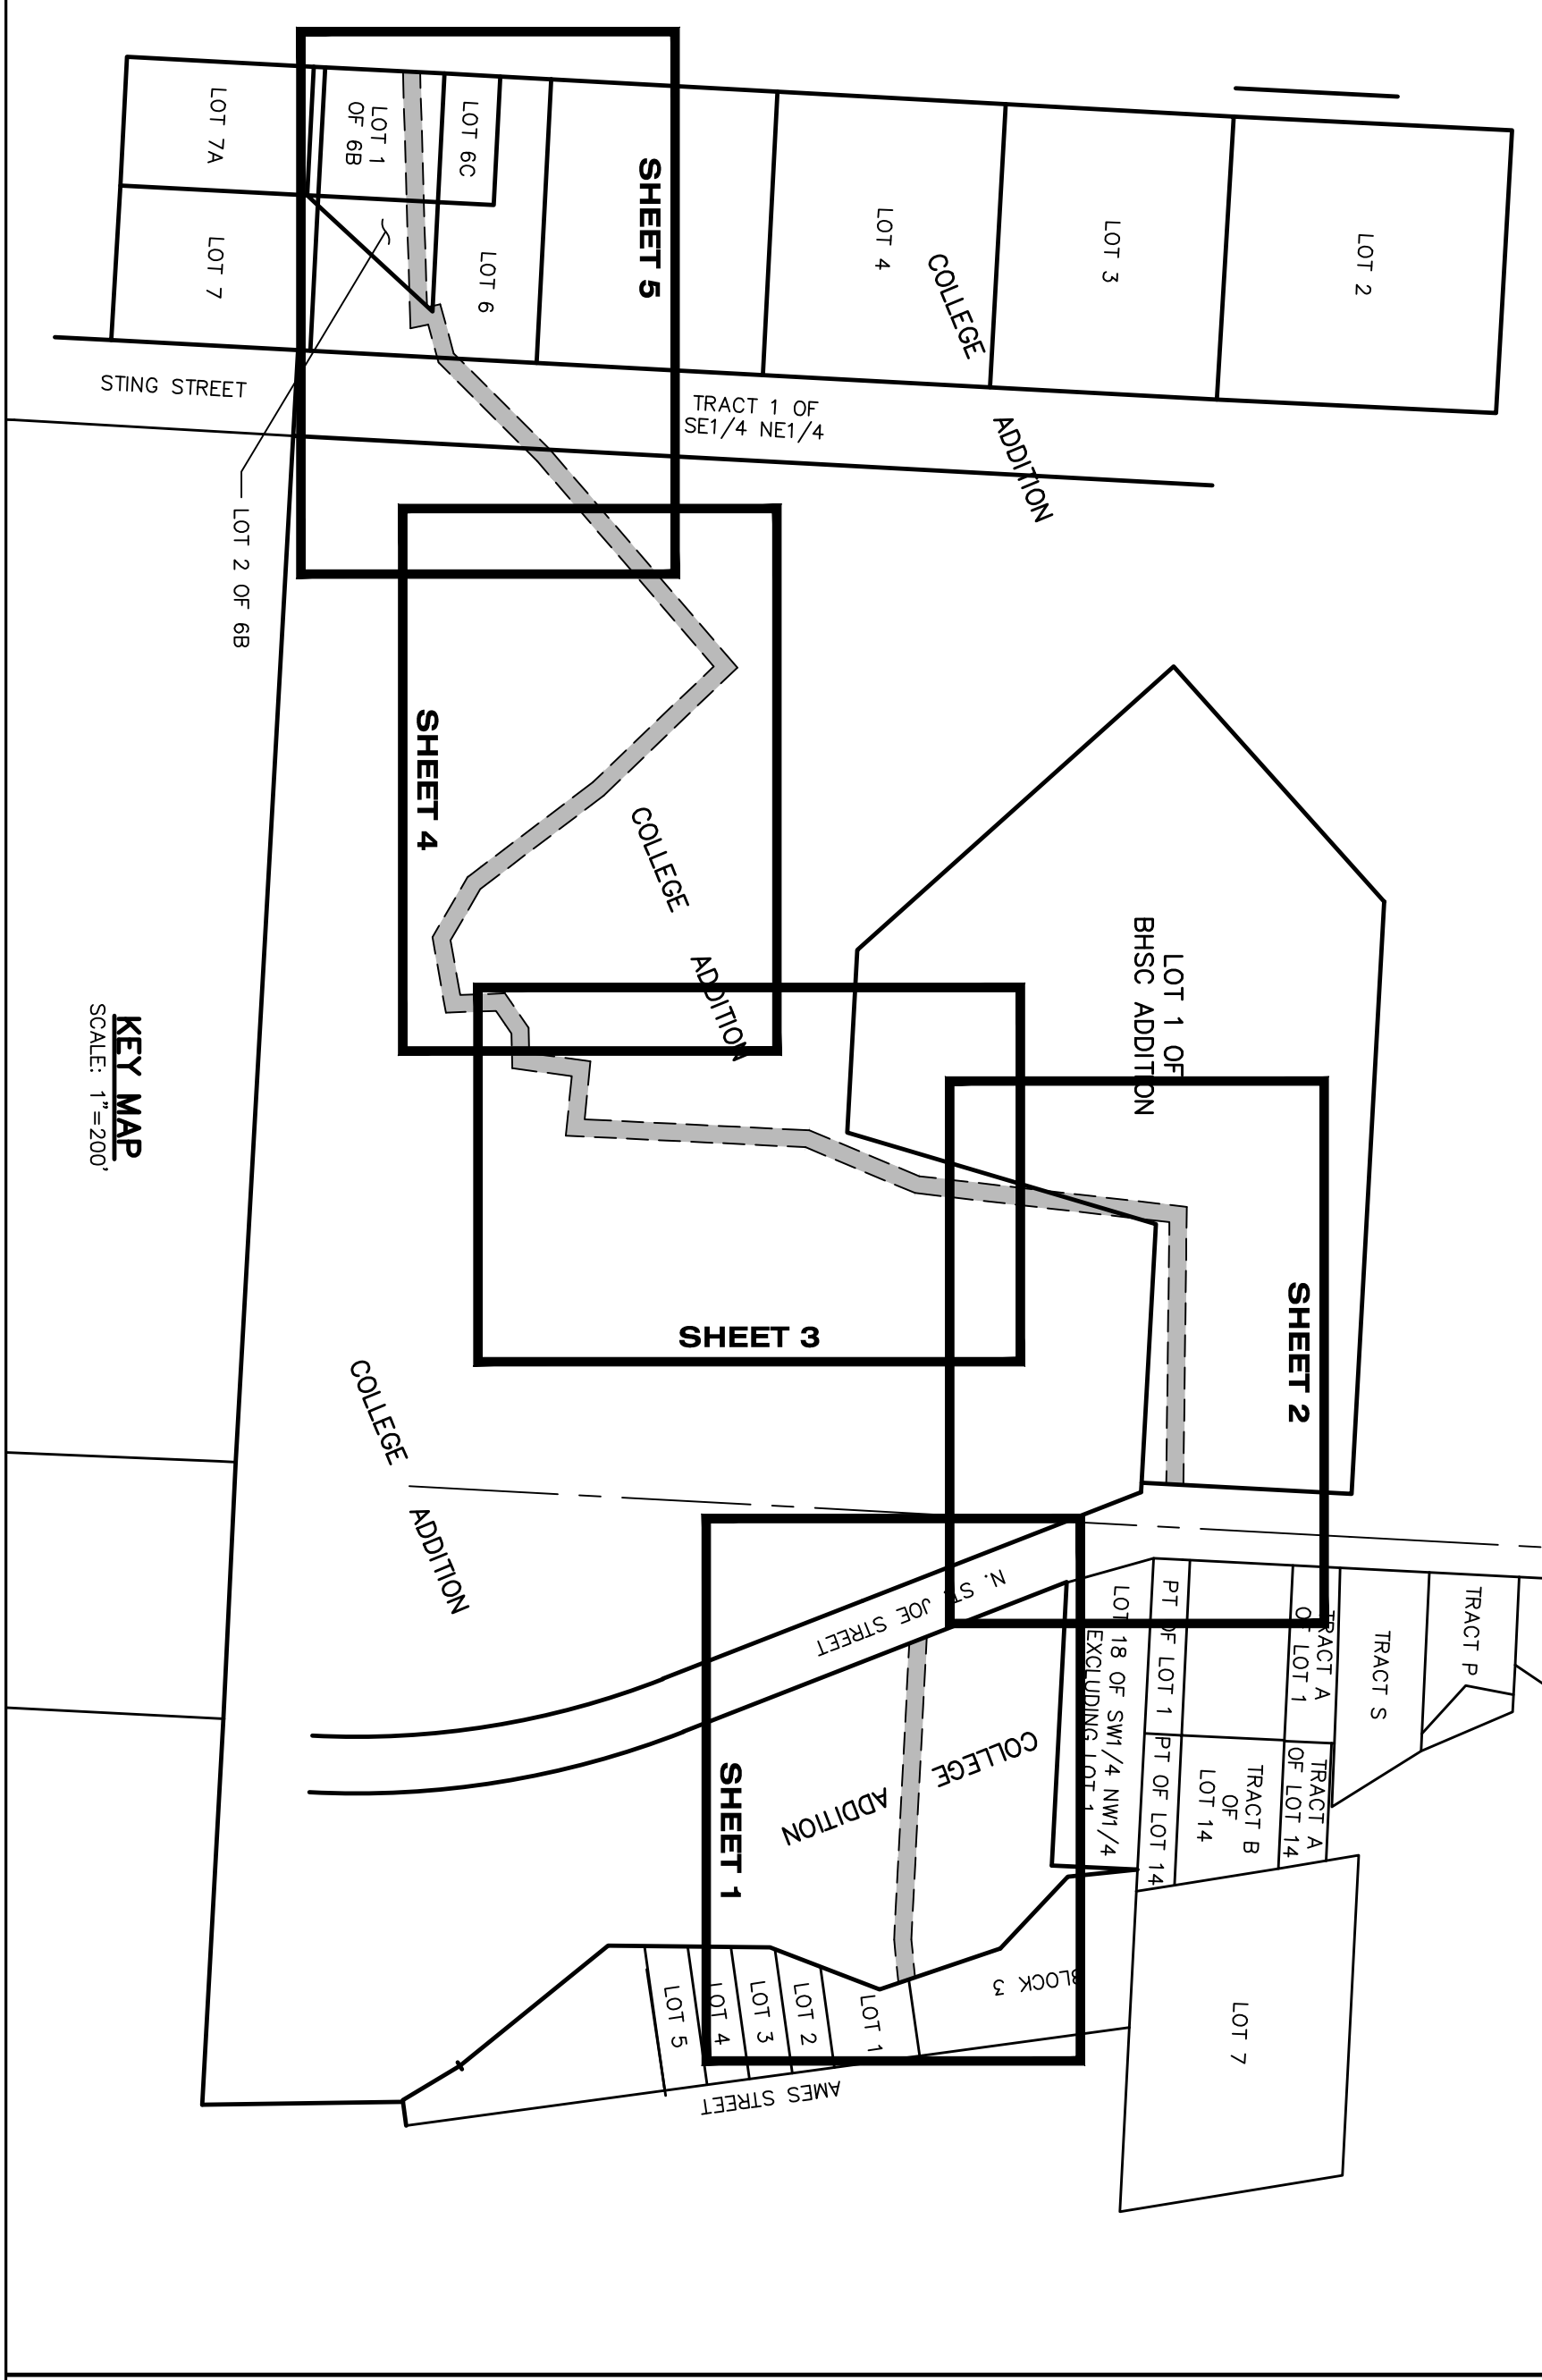 LOT 7A
LOT 1
OF 6B
LOT 6C
LOT 7
LOT 6
SHEET 5
LOT 4
COLLEGE
ADDITION
LOT 3
LOT 2
STING STREET
TRACT 1 OF
SE1/4 NE1/4
LOT 2 OF 6B
SHEET 4
COLLEGE
ADDITION
LOT 1 OF
BHSC ADDITION
KEY MAP
SCALE: 1"=200'
SHEET 3
SHEET 2
COLLEGE
ADDITION
N. ST. JOE STREET
SHEET 1
COLLEGE
ADDITION
LOT 18 OF SW1/4 NW1/4
EXCLUDING LOT 1
PT OF LOT 1
PT OF LOT 14
TRACT A
OF LOT 1
TRACT A
OF LOT 14
TRACT B
OF
LOT 14
TRACT S
TRACT P
LOT 5
LOT 4
LOT 3
LOT 2
LOT 1
BLOCK 3
AMES STREET
LOT 7